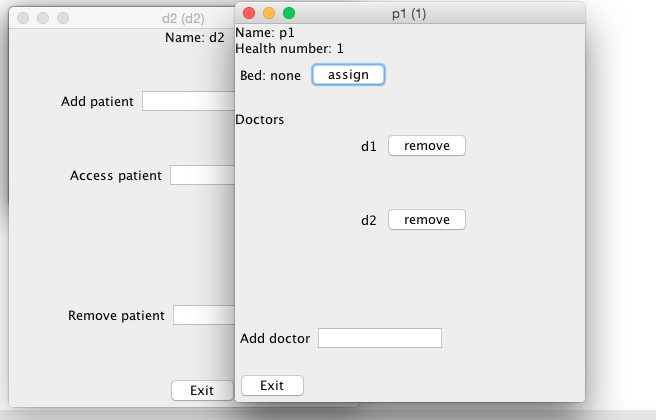 d2 (d2)
Name: d2
Add patient
Access patient
Remove patient
Exit
p1 (1)
Name: p1
Health number: 1
Bed: none assign
Doctors
d1 remove
d2 remove
Add doctor
Exit